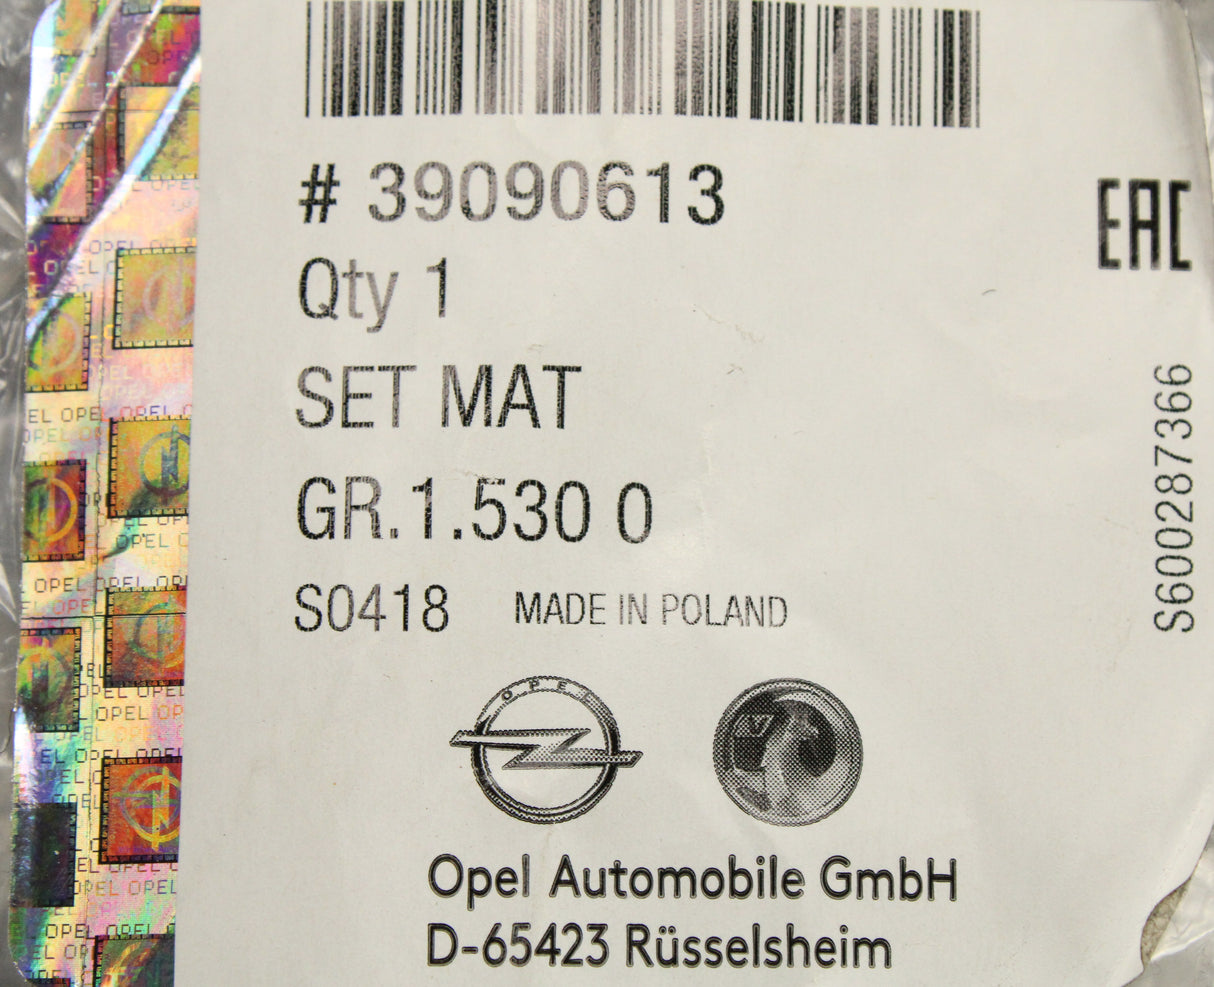 # 39090613
EAC
Qty 1
SET MAT
GR.1.530 0
S0418 MADE IN POLAND
S600287366
OPEL
Opel Automobile GmbH
D-65423 Rüsselsheim